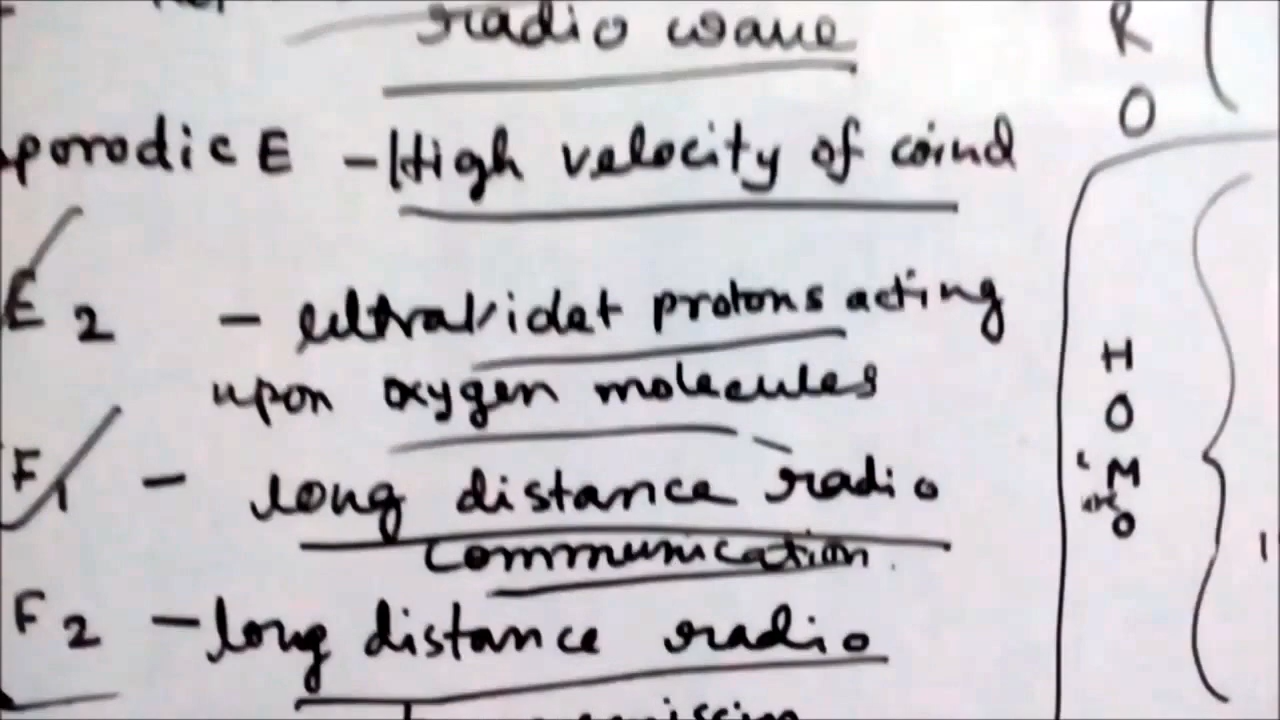 radio wave
porodic E - High velocity of wind
E2 - ultraviolet protons acting
upon oxygen molecules
F1 - long distance radio
communication.
F2 - long distance radio
R
O
H
O
M
O